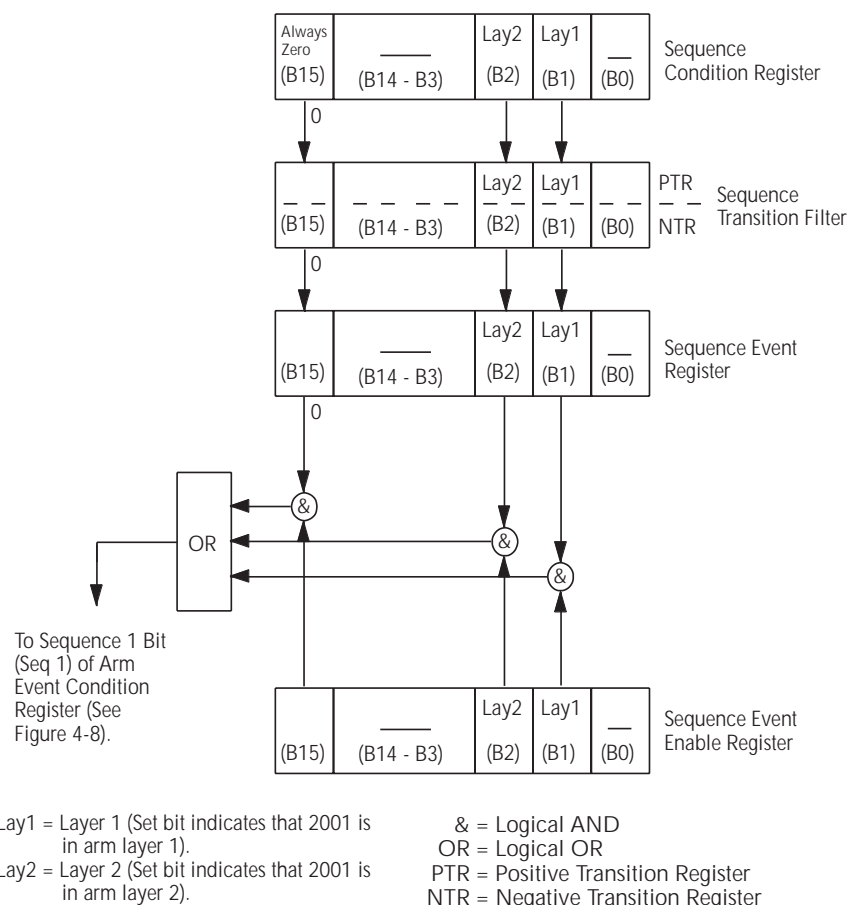 Always
Zero
(B15)
(B14 - B3)
Lay2
(B2)
Lay1
(B1)
(B0)
Sequence
Condition Register
0
(B15)
(B14 - B3)
Lay2
(B2)
Lay1
(B1)
(B0)
PTR
NTR
Sequence
Transition Filter
0
(B15)
(B14 - B3)
Lay2
(B2)
Lay1
(B1)
(B0)
Sequence Event
Register
0
&
OR
&
&
To Sequence 1 Bit
(Seq 1) of Arm
Event Condition
Register (See
Figure 4-8).
(B15)
(B14 - B3)
Lay2
(B2)
Lay1
(B1)
(B0)
Sequence Event
Enable Register
Lay1 = Layer 1 (Set bit indicates that 2001 is
in arm layer 1).
Lay2 = Layer 2 (Set bit indicates that 2001 is
in arm layer 2).
& = Logical AND
OR = Logical OR
PTR = Positive Transition Register
NTR = Negative Transition Register